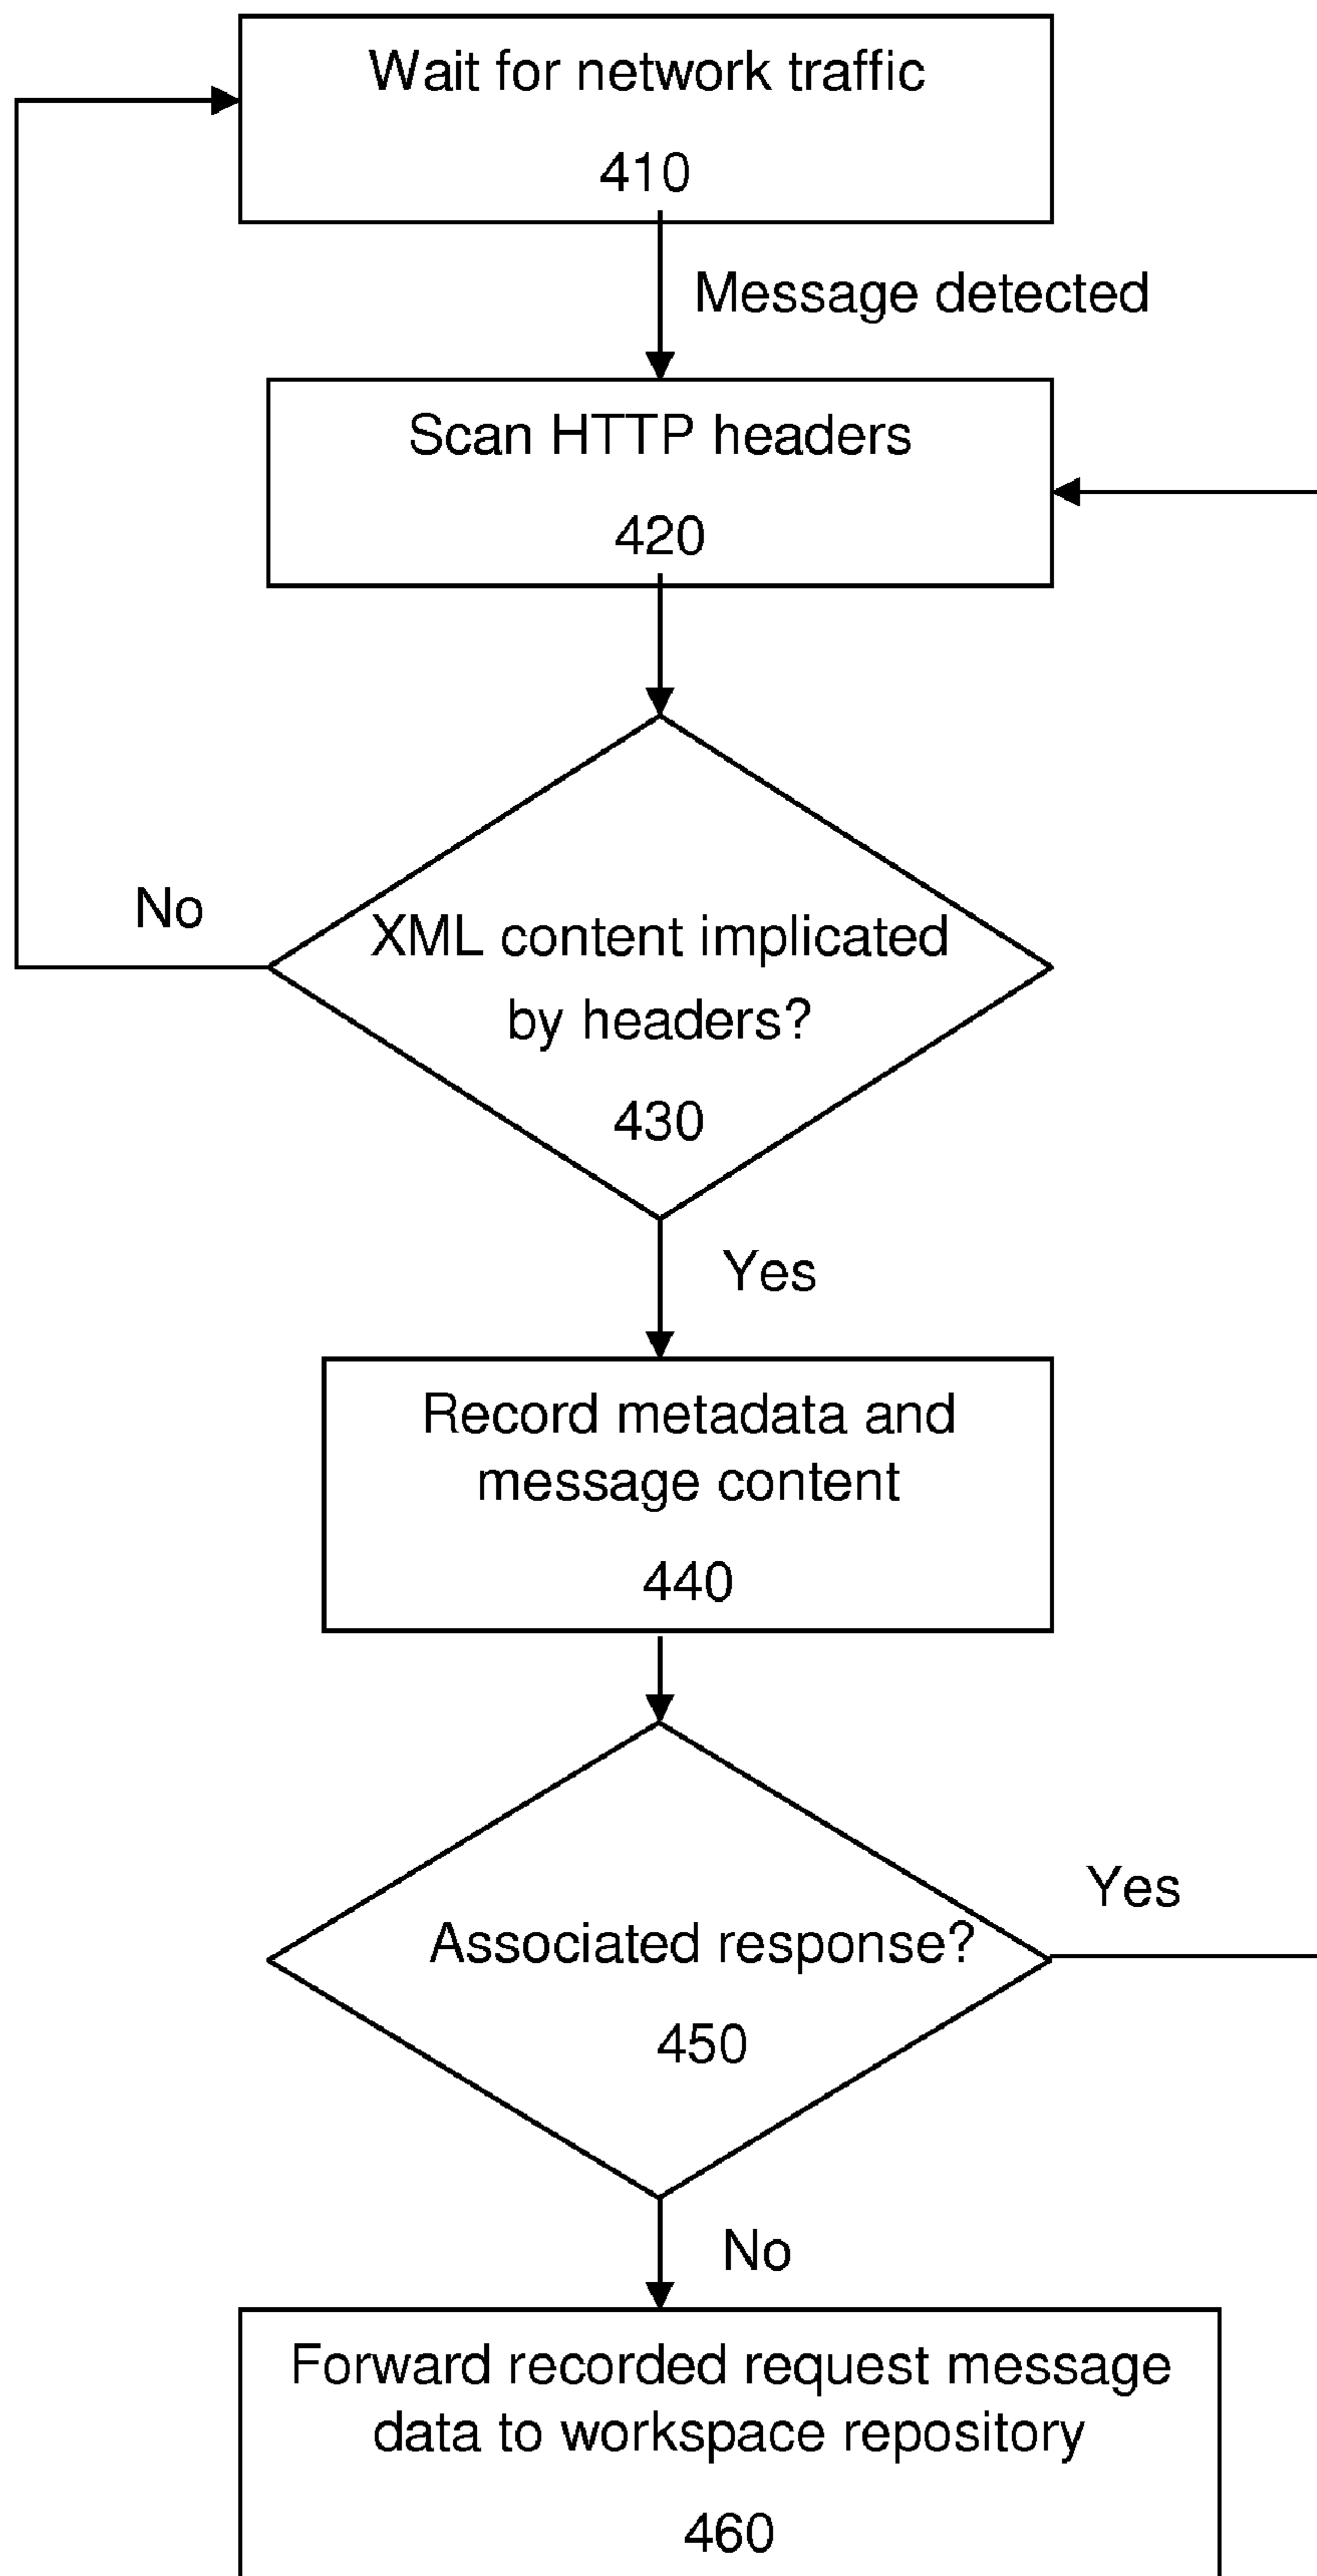 Wait for network traffic
410
Message detected
Scan HTTP headers
420
No
XML content implicated
by headers?
430
Yes
Record metadata and
message content
440
Yes
Associated response?
450
No
Forward recorded request message
data to workspace repository
460